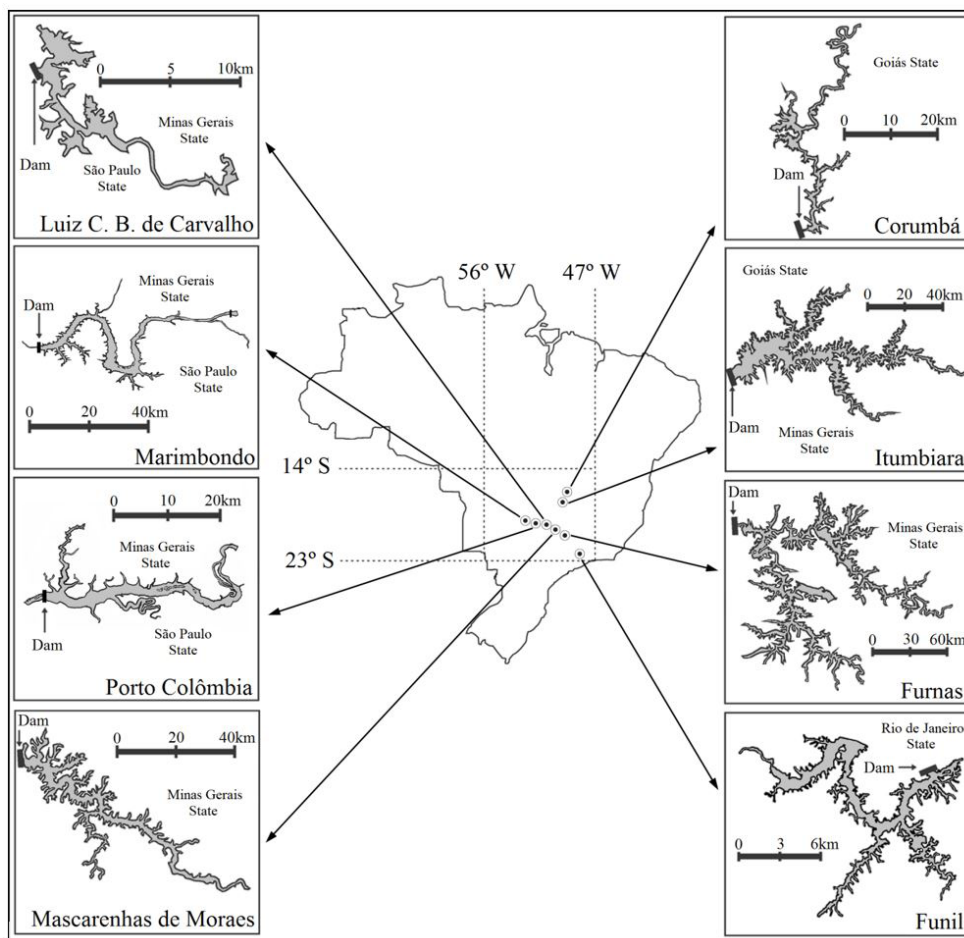 0 5 10km
Minas Gerais
State
São Paulo
State
Dam
Luiz C. B. de Carvalho
Minas Gerais
State
Dam
São Paulo
State
0 20 40km
Marimbondo
0 10 20km
Minas Gerais
State
São Paulo
State
Dam
Porto Colômbia
Dam
0 20 40km
Minas Gerais
State
Mascarenhas de Moraes
56º W 47º W
14º S
23º S
Goiás State
0 10 20km
Dam
Corumbá
Goiás State
0 20 40km
Dam
Minas Gerais
State
Itumbiara
Dam
Minas Gerais
State
0 30 60km
Furnas
Rio de Janeiro
State
Dam
0 3 6km
Funil